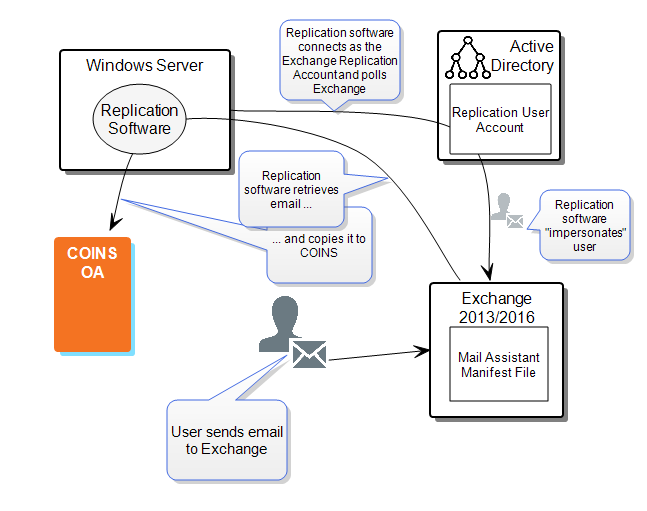 Replication software
connects as the
Exchange Replication
Accountand polls
Exchange
Active
Directory
Windows Server
Replication
Software
Replication User
Account
Replication
software retrieves
email ...
Replication
software
"impersonates"
user
... and copies it to
COINS
COINS
OA
Exchange
2013/2016
Mail Assistant
Manifest File
User sends email
to Exchange